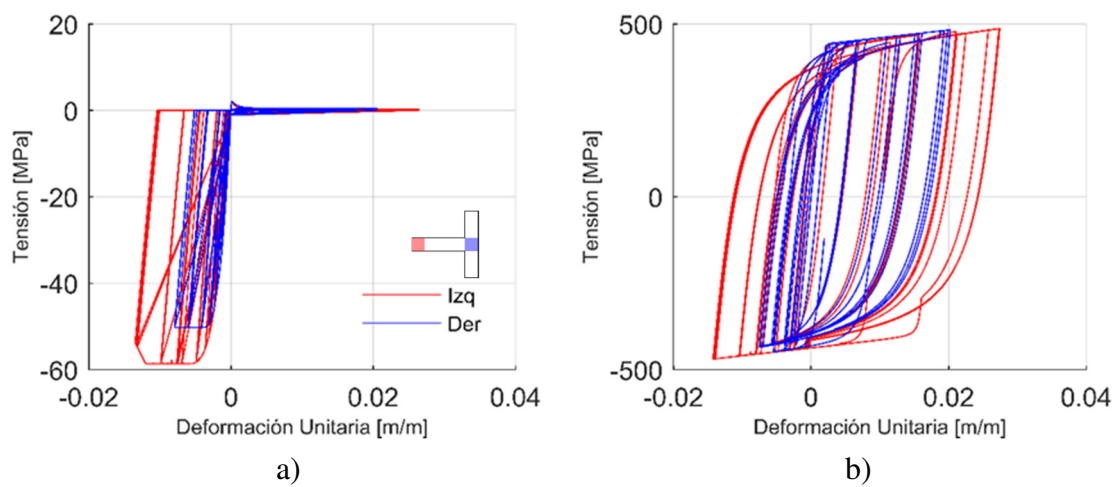 20
0
-20
-40
-60
-0.02
0
0.02
0.04
Tensión [MPa]
Deformación Unitaria [m/m]
Izq
Der
a)
500
0
-500
-0.02
0
0.02
0.04
Tensión [MPa]
Deformación Unitaria [m/m]
b)